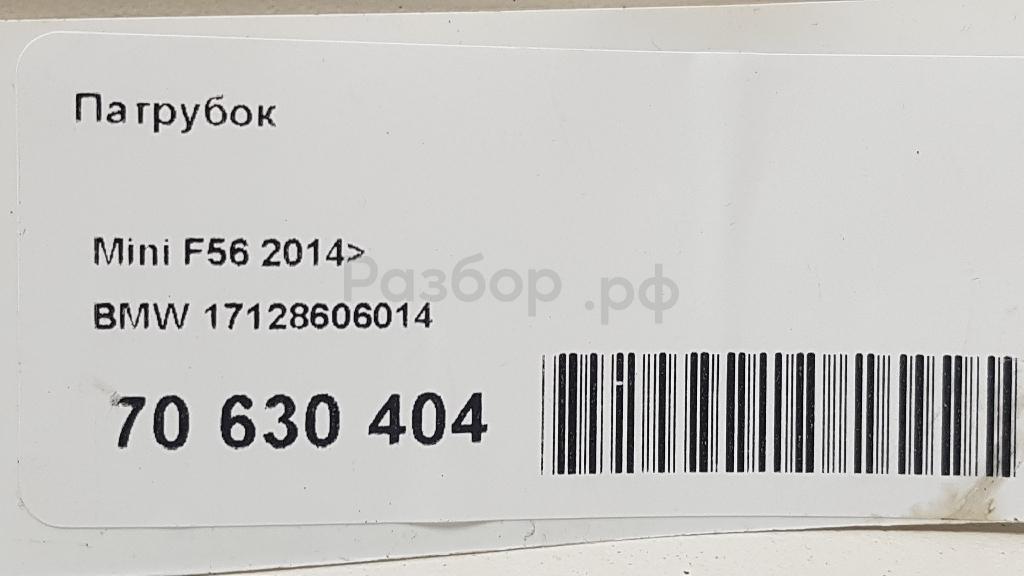 Патрубок
Mini F56 2014>
Разбор.рф
BMW 17128606014
70 630 404